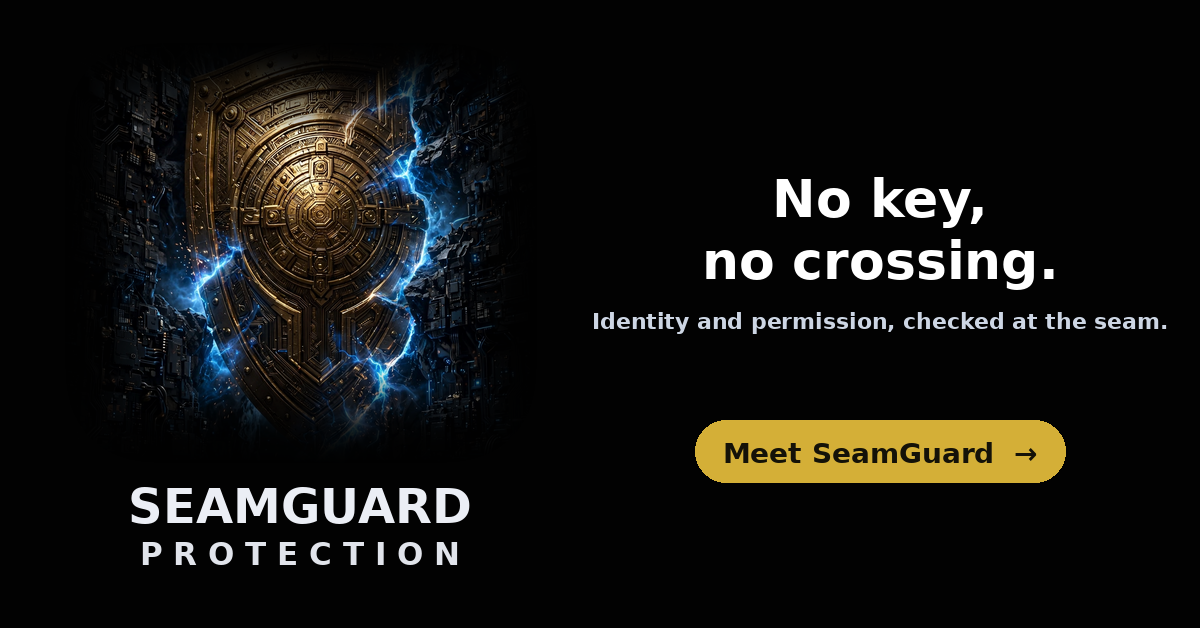 No key,
no crossing.
Identity and permission, checked at the seam.
Meet SeamGuard →
SEAMGUARD
PROTECTION